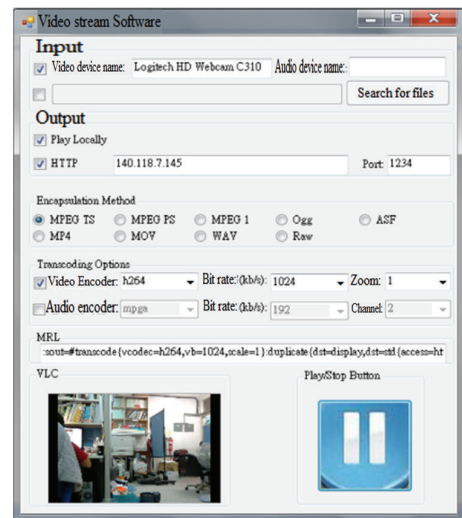 Video stream Software
Input
Video device name: Logitech HD Webcam C310 Audio device name:
Search for files
Output
Play Locally
HTTP 140.118.7.145 Port 1234
Encapsulation Method
MPEG TS MPEG PS MPEG 1 Ogg ASF
MP4 MOV WAV Raw
Transcoding Options
Video Encoder: h264 Bit rate:(kb/s): 1024 Zoom: 1
Audio encoder: mpga Bit rate:(kb/s): 192 Channel: 2
MRL
:sout=#transcode{vcodec=h264,vb=1024,scale=1}:duplicate{dst=display,dst=std{access=ht
VLC Play/Stop Button